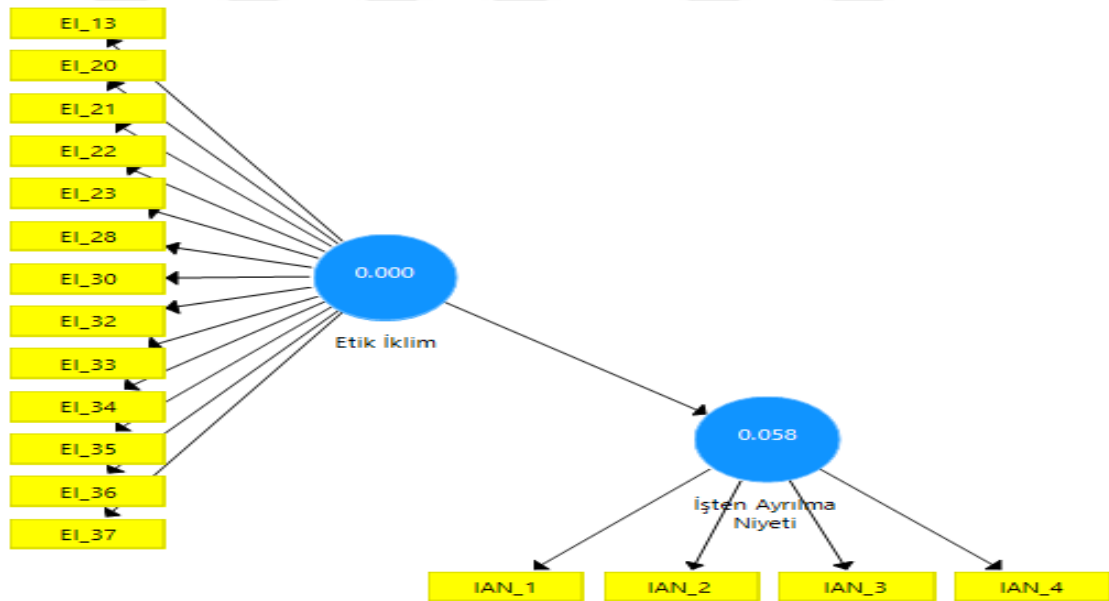 EI_13
EI_20
EI_21
EI_22
EI_23
EI_28
EI_30
EI_32
EI_33
EI_34
EI_35
EI_36
EI_37
0.000
Etik İklim
0.058
İşten Ayrılma
Niyeti
IAN_1
IAN_2
IAN_3
IAN_4